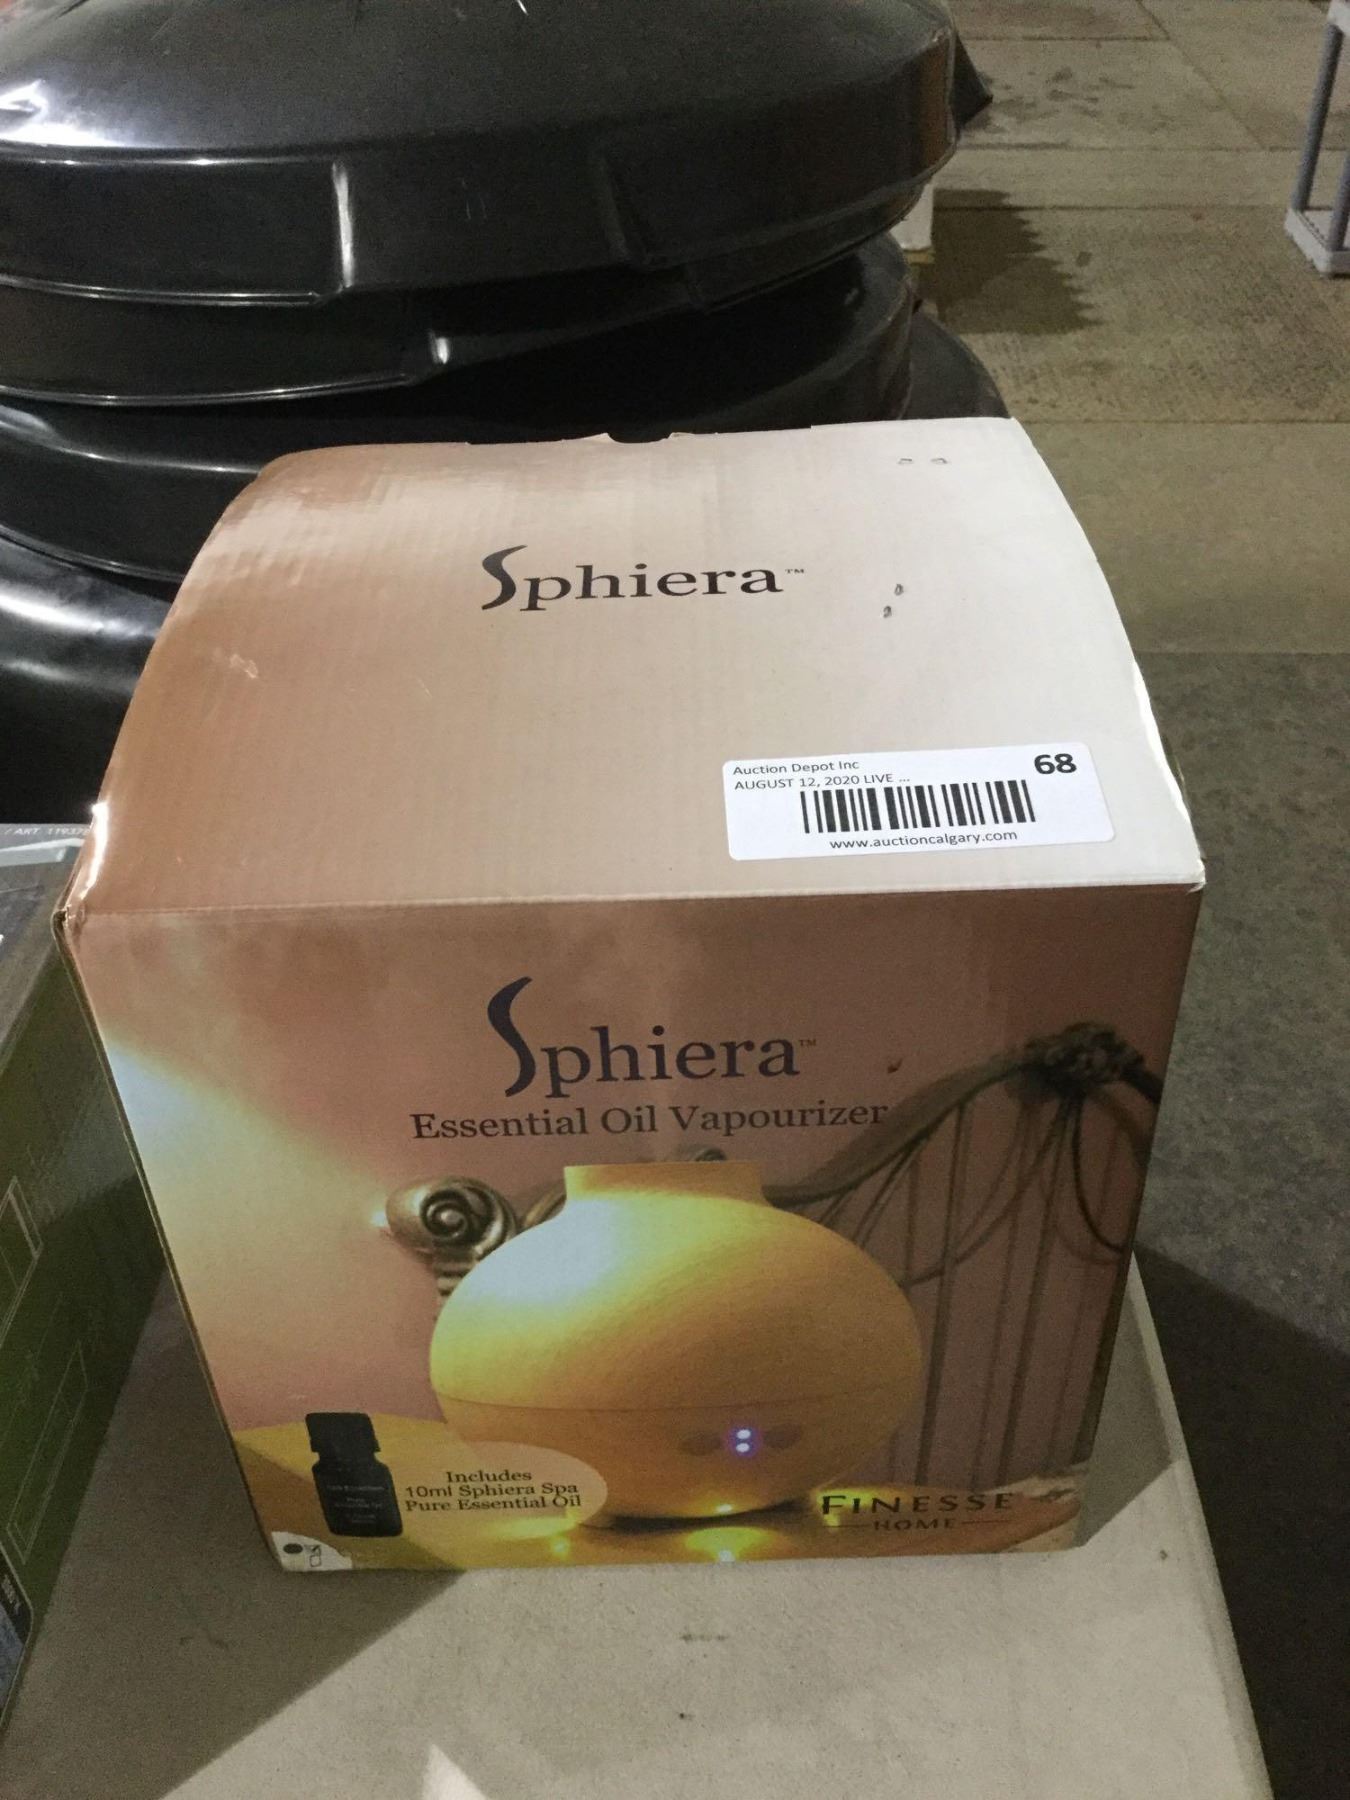 Sphiera™
Auction Depot Inc
68
AUGUST 12, 2020 LIVE ...
www.auctioncalgary.com
/ ART.
Sphiera™
Essential Oil Vapourizer
Includes
10ml Sphiera Spa
Pure Essential Oil
FINESSE
HOME